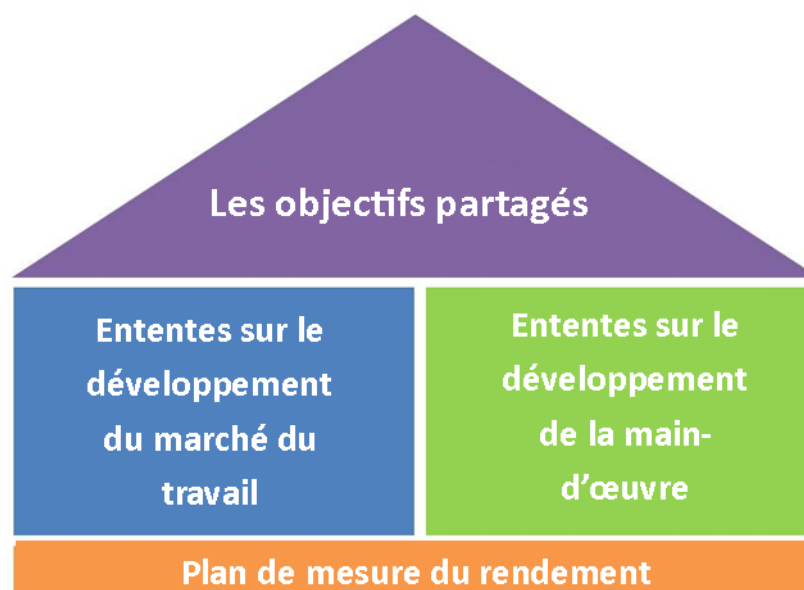 Les objectifs partagés
Ententes sur le
développement
du marché du
travail
Ententes sur le
développement
de la main-
d'œuvre
Plan de mesure du rendement